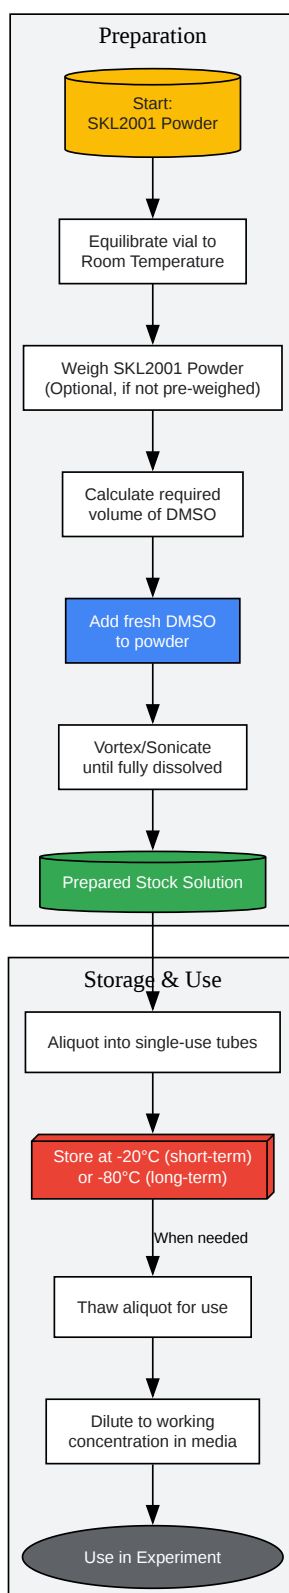 Preparation
Start:
SKL2001 Powder
Equilibrate vial to
Room Temperature
Weigh SKL2001 Powder
(Optional, if not pre-weighed)
Calculate required
volume of DMSO
Add fresh DMSO
to powder
Vortex/Sonicate
until fully dissolved
Prepared Stock Solution
Storage & Use
Aliquot into single-use tubes
Store at -20°C (short-term)
or -80°C (long-term)
When needed
Thaw aliquot for use
Dilute to working
concentration in media
Use in Experiment